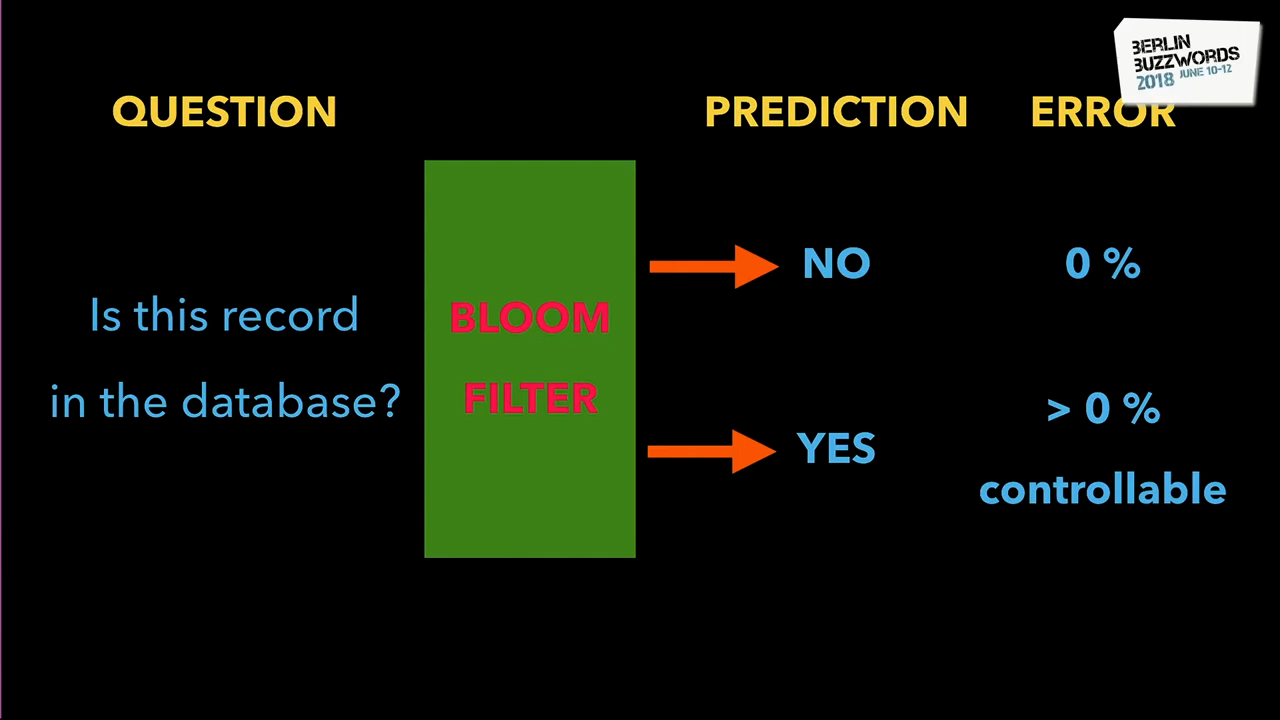 BERLIN
BUZZWORDS
2018 JUNE 10-12
QUESTION
PREDICTION
ERROR
Is this record
in the database?
BLOOM
FILTER
NO
0 %
YES
> 0 %
controllable